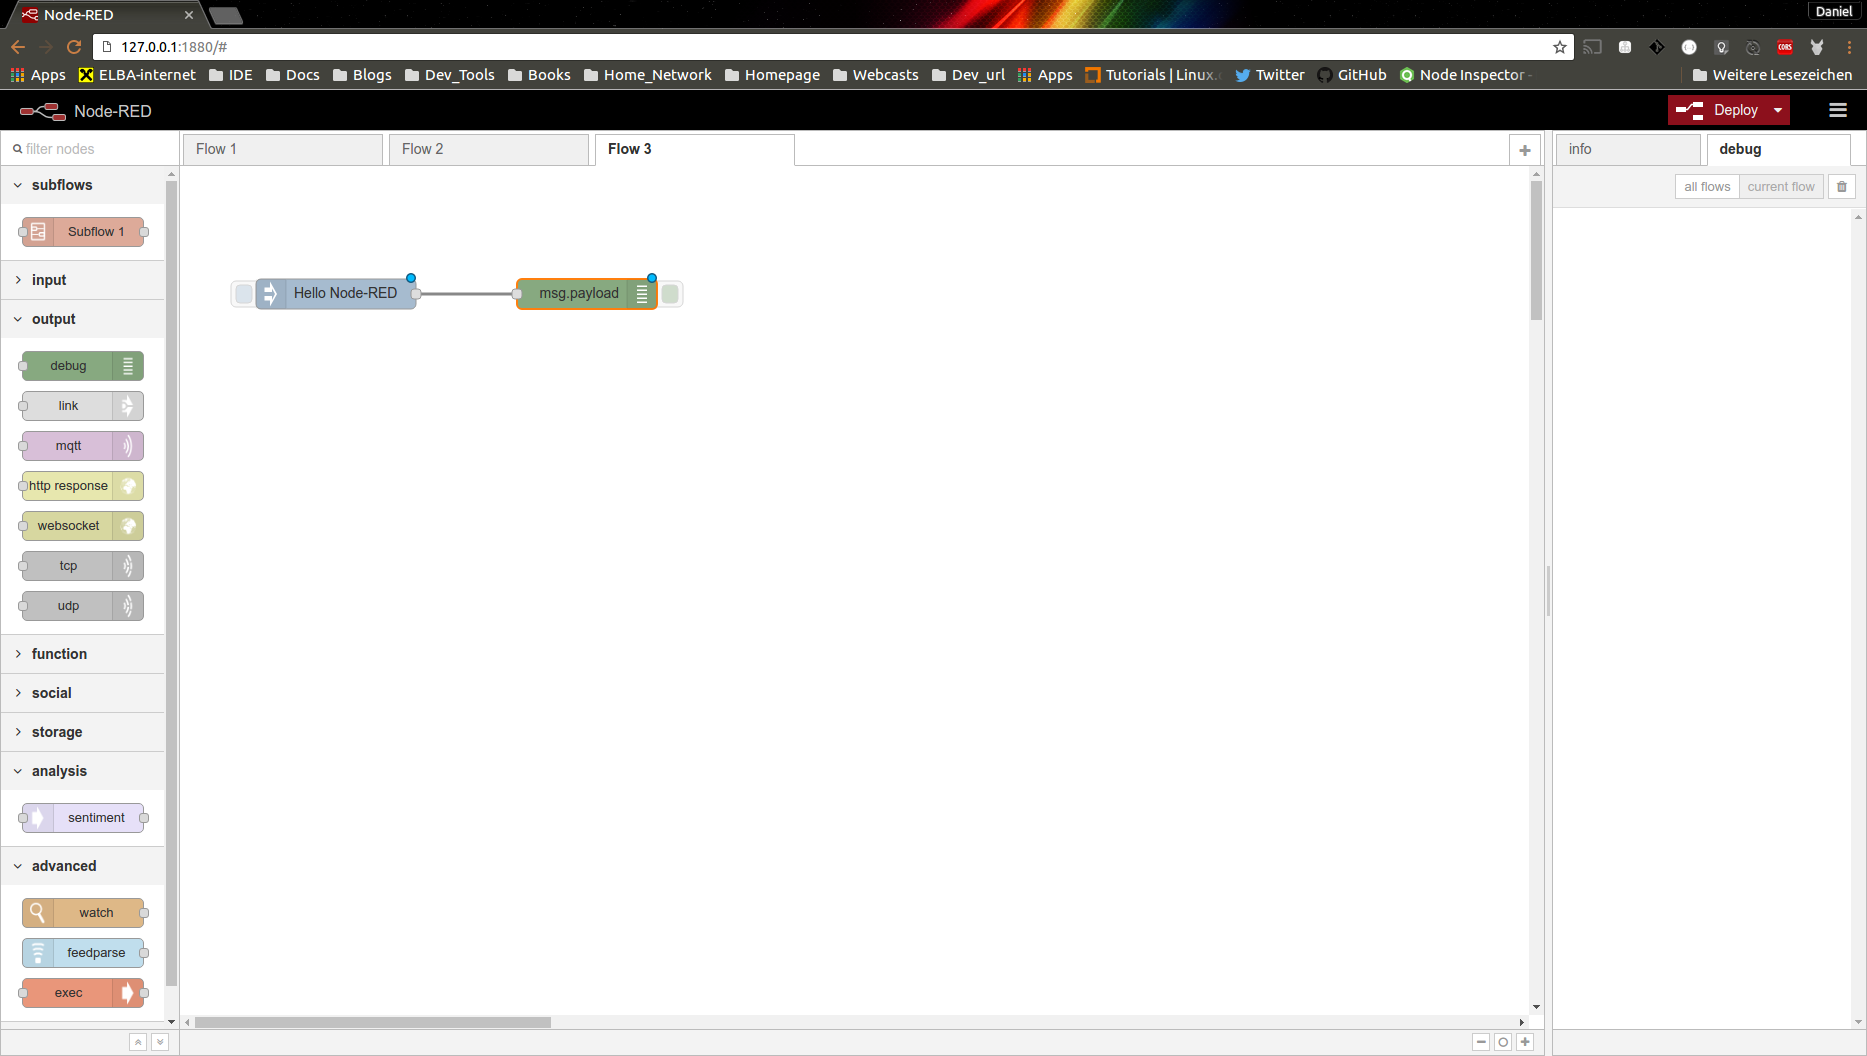 Node-RED
Daniel
127.0.0.1:1880/#
Apps ELBA-internet IDE Docs Blogs Dev_Tools Books Home_Network Homepage Webcasts Dev_url Apps Tutorials | Linux. Twitter GitHub Node Inspector - Weitere Lesezeichen
Node-RED Deploy
filter nodes
Flow 1 Flow 2 Flow 3
info debug
all flows current flow
subflows
Subflow 1
input
output
debug
link
mqtt
http response
websocket
tcp
udp
function
social
storage
analysis
sentiment
advanced
watch
feedparse
exec
Hello Node-RED msg.payload